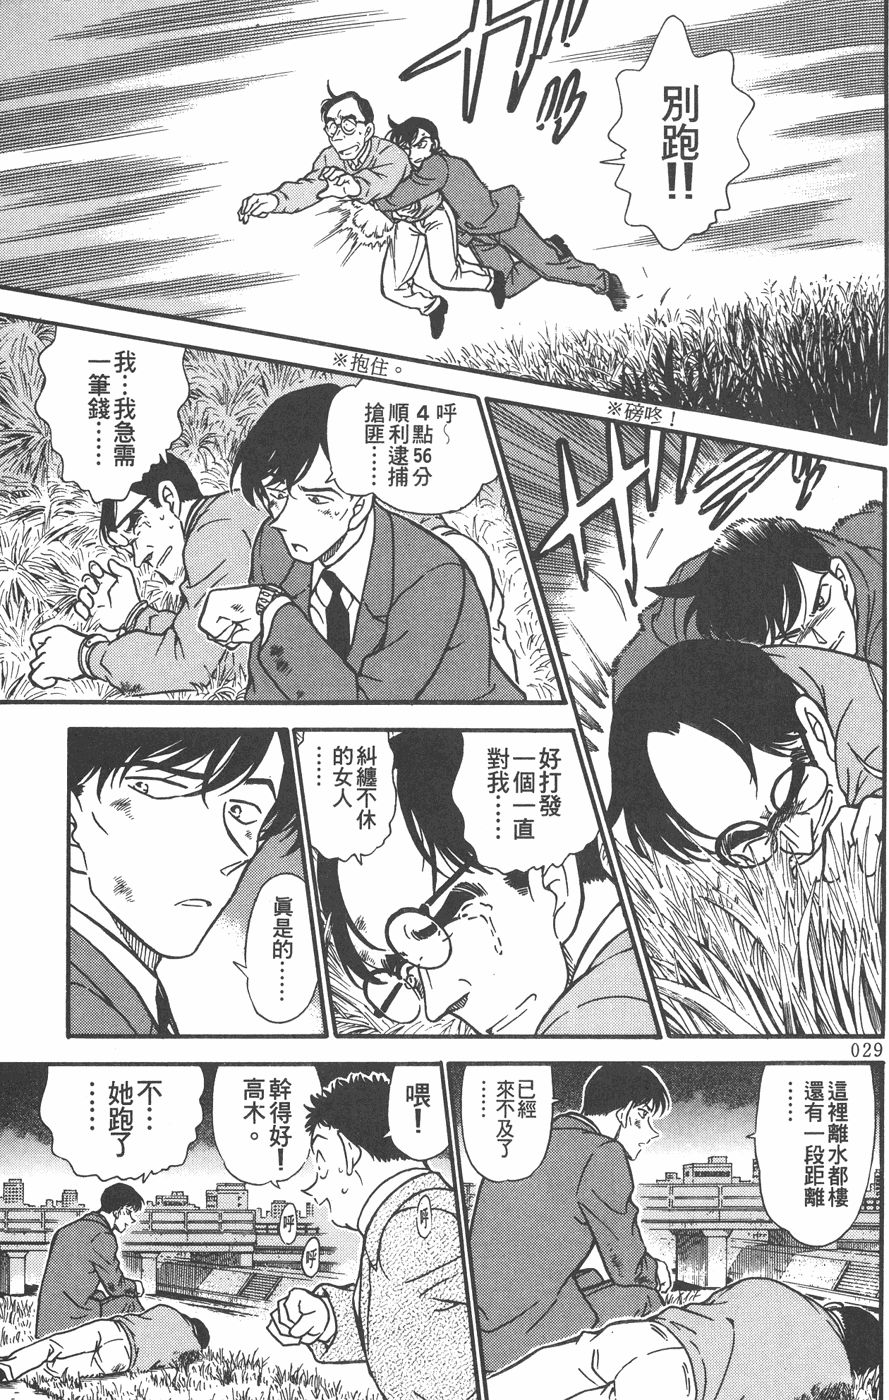 別跑!!
※抱住。
※磅咚！
呼～
4點56分
順利逮捕
搶匪……
我…我急需
一筆錢……
好打發
一個一直
對我……
糾纏不休
的女人
……
眞是的……
029
這裡離水都樓
還有一段距離
已經
來不及了
……
喂！
幹得好！
高木。
呼
呼
呼
不…
她跑了
……